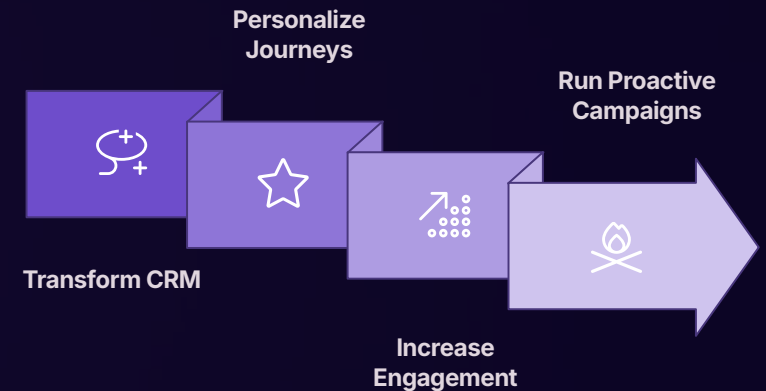 Personalize
Journeys
Run Proactive
Campaigns
Transform CRM
Increase
Engagement